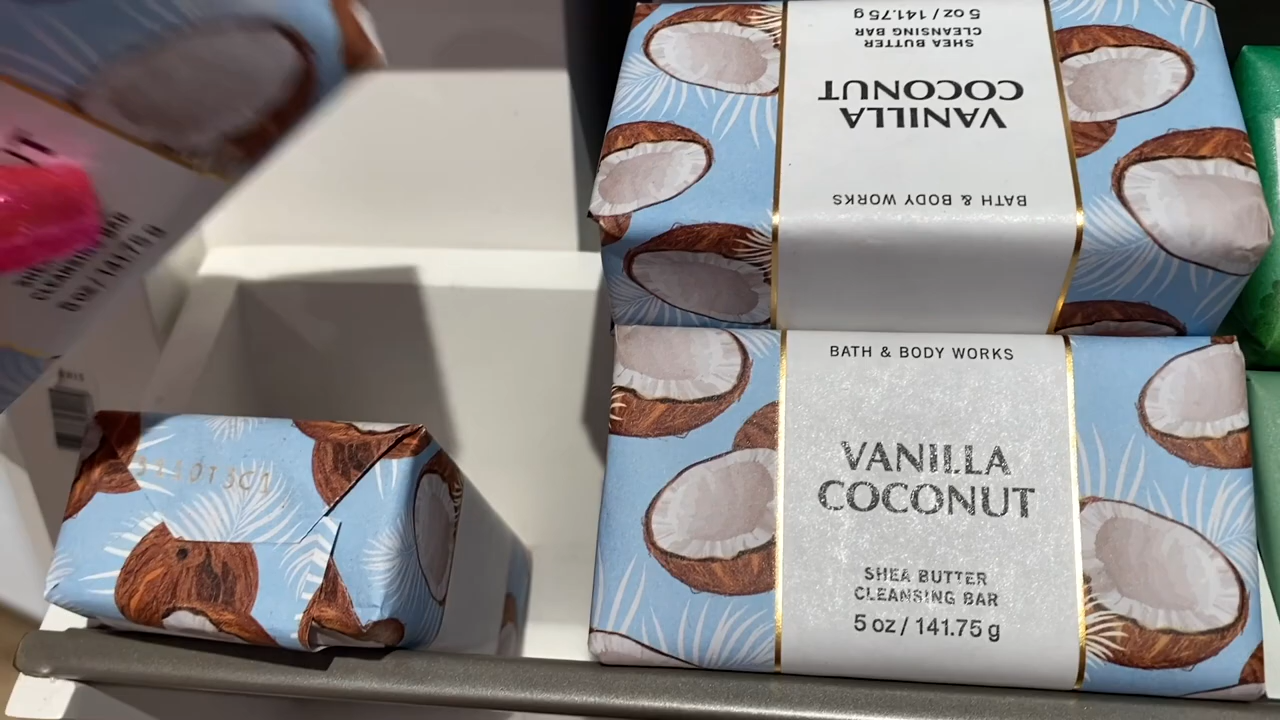 VANILLA
COCONUT
SHEA BUTTER
CLEANSING BAR
5 oz / 141.75 g
BATH & BODY WORKS
BATH & BODY WORKS
VANILLA
COCONUT
SHEA BUTTER
CLEANSING BAR
5 oz / 141.75 g